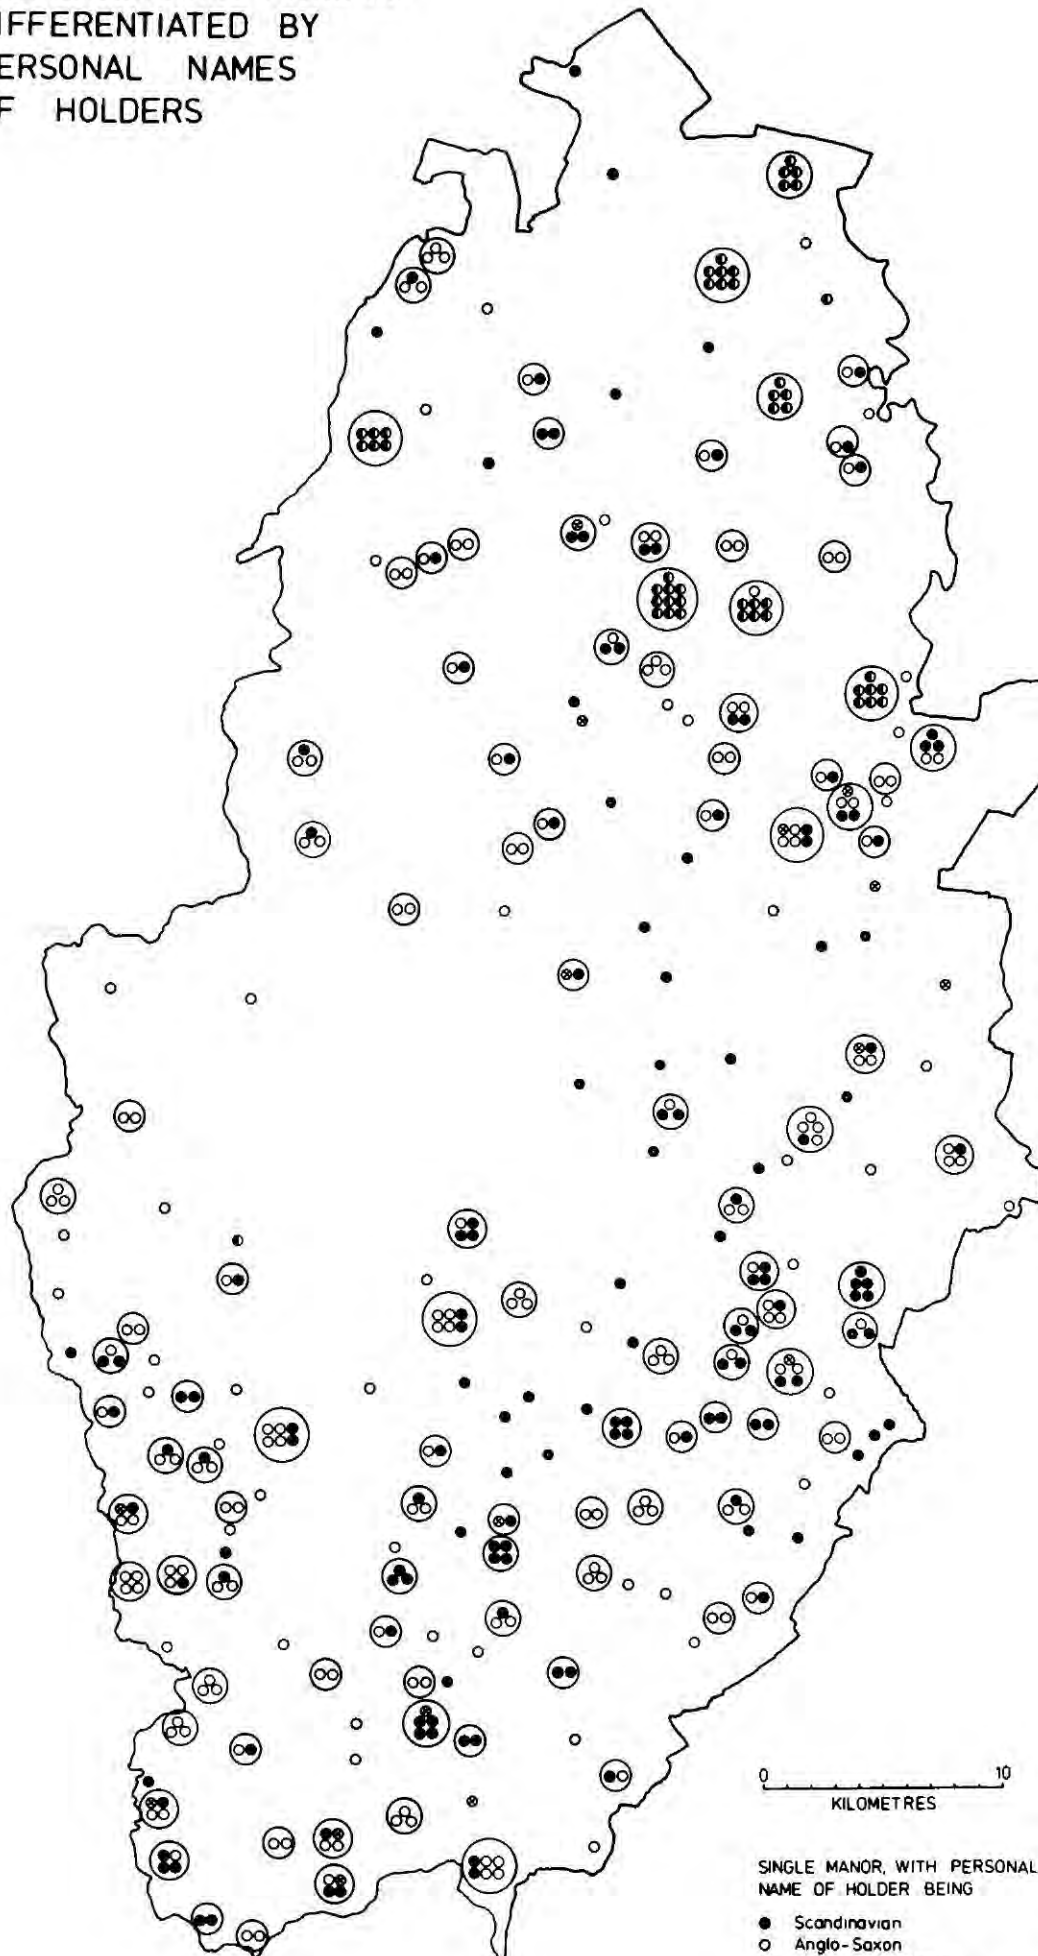 IFFERENTIATED BY
ERSONAL NAMES
F HOLDERS
0 10
KILOMETRES
SINGLE MANOR, WITH PERSONAL
NAME OF HOLDER BEING
Scandinavian
Anglo-Saxon